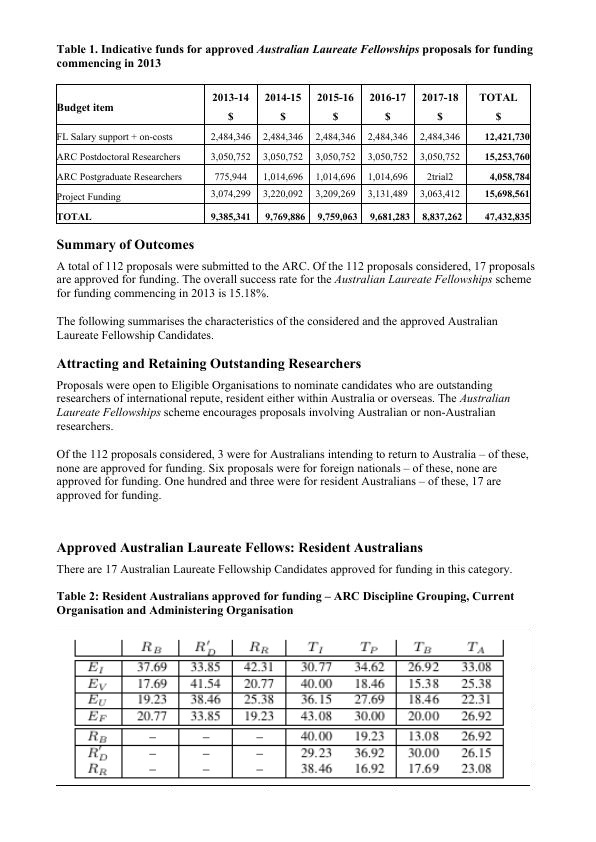 Table 1. Indicative funds for approved Australian Laureate Fellowships proposals for funding
commencing in 2013
Budget item 2013-14 $ 2014-15 $ 2015-16 $ 2016-17 $ 2017-18 $ TOTAL $
FL Salary support + on-costs 2,484,346 2,484,346 2,484,346 2,484,346 2,484,346 12,421,730
ARC Postdoctoral Researchers 3,050,752 3,050,752 3,050,752 3,050,752 3,050,752 15,253,760
ARC Postgraduate Researchers 775,944 1,014,696 1,014,696 1,014,696 2trial2 4,058,784
Project Funding 3,074,299 3,220,092 3,209,269 3,131,489 3,063,412 15,698,561
TOTAL 9,385,341 9,769,886 9,759,063 9,681,283 8,837,262 47,432,835
Summary of Outcomes
A total of 112 proposals were submitted to the ARC. Of the 112 proposals considered, 17 proposals
are approved for funding. The overall success rate for the Australian Laureate Fellowships scheme
for funding commencing in 2013 is 15.18%.
The following summarises the characteristics of the considered and the approved Australian
Laureate Fellowship Candidates.
Attracting and Retaining Outstanding Researchers
Proposals were open to Eligible Organisations to nominate candidates who are outstanding
researchers of international repute, resident either within Australia or overseas. The Australian
Laureate Fellowships scheme encourages proposals involving Australian or non-Australian
researchers.
Of the 112 proposals considered, 3 were for Australians intending to return to Australia – of these,
none are approved for funding. Six proposals were for foreign nationals – of these, none are
approved for funding. One hundred and three were for resident Australians – of these, 17 are
approved for funding.
Approved Australian Laureate Fellows: Resident Australians
There are 17 Australian Laureate Fellowship Candidates approved for funding in this category.
Table 2: Resident Australians approved for funding – ARC Discipline Grouping, Current
Organisation and Administering Organisation
R_B R'_D R_R T_I T_P T_B T_A
E_I 37.69 33.85 42.31 30.77 34.62 26.92 33.08
E_V 17.69 41.54 20.77 40.00 18.46 15.38 25.38
E_U 19.23 38.46 25.38 36.15 27.69 18.46 22.31
E_F 20.77 33.85 19.23 43.08 30.00 20.00 26.92
R_B – – – 40.00 19.23 13.08 26.92
R'_D – – – 29.23 36.92 30.00 26.15
R_R – – – 38.46 16.92 17.69 23.08